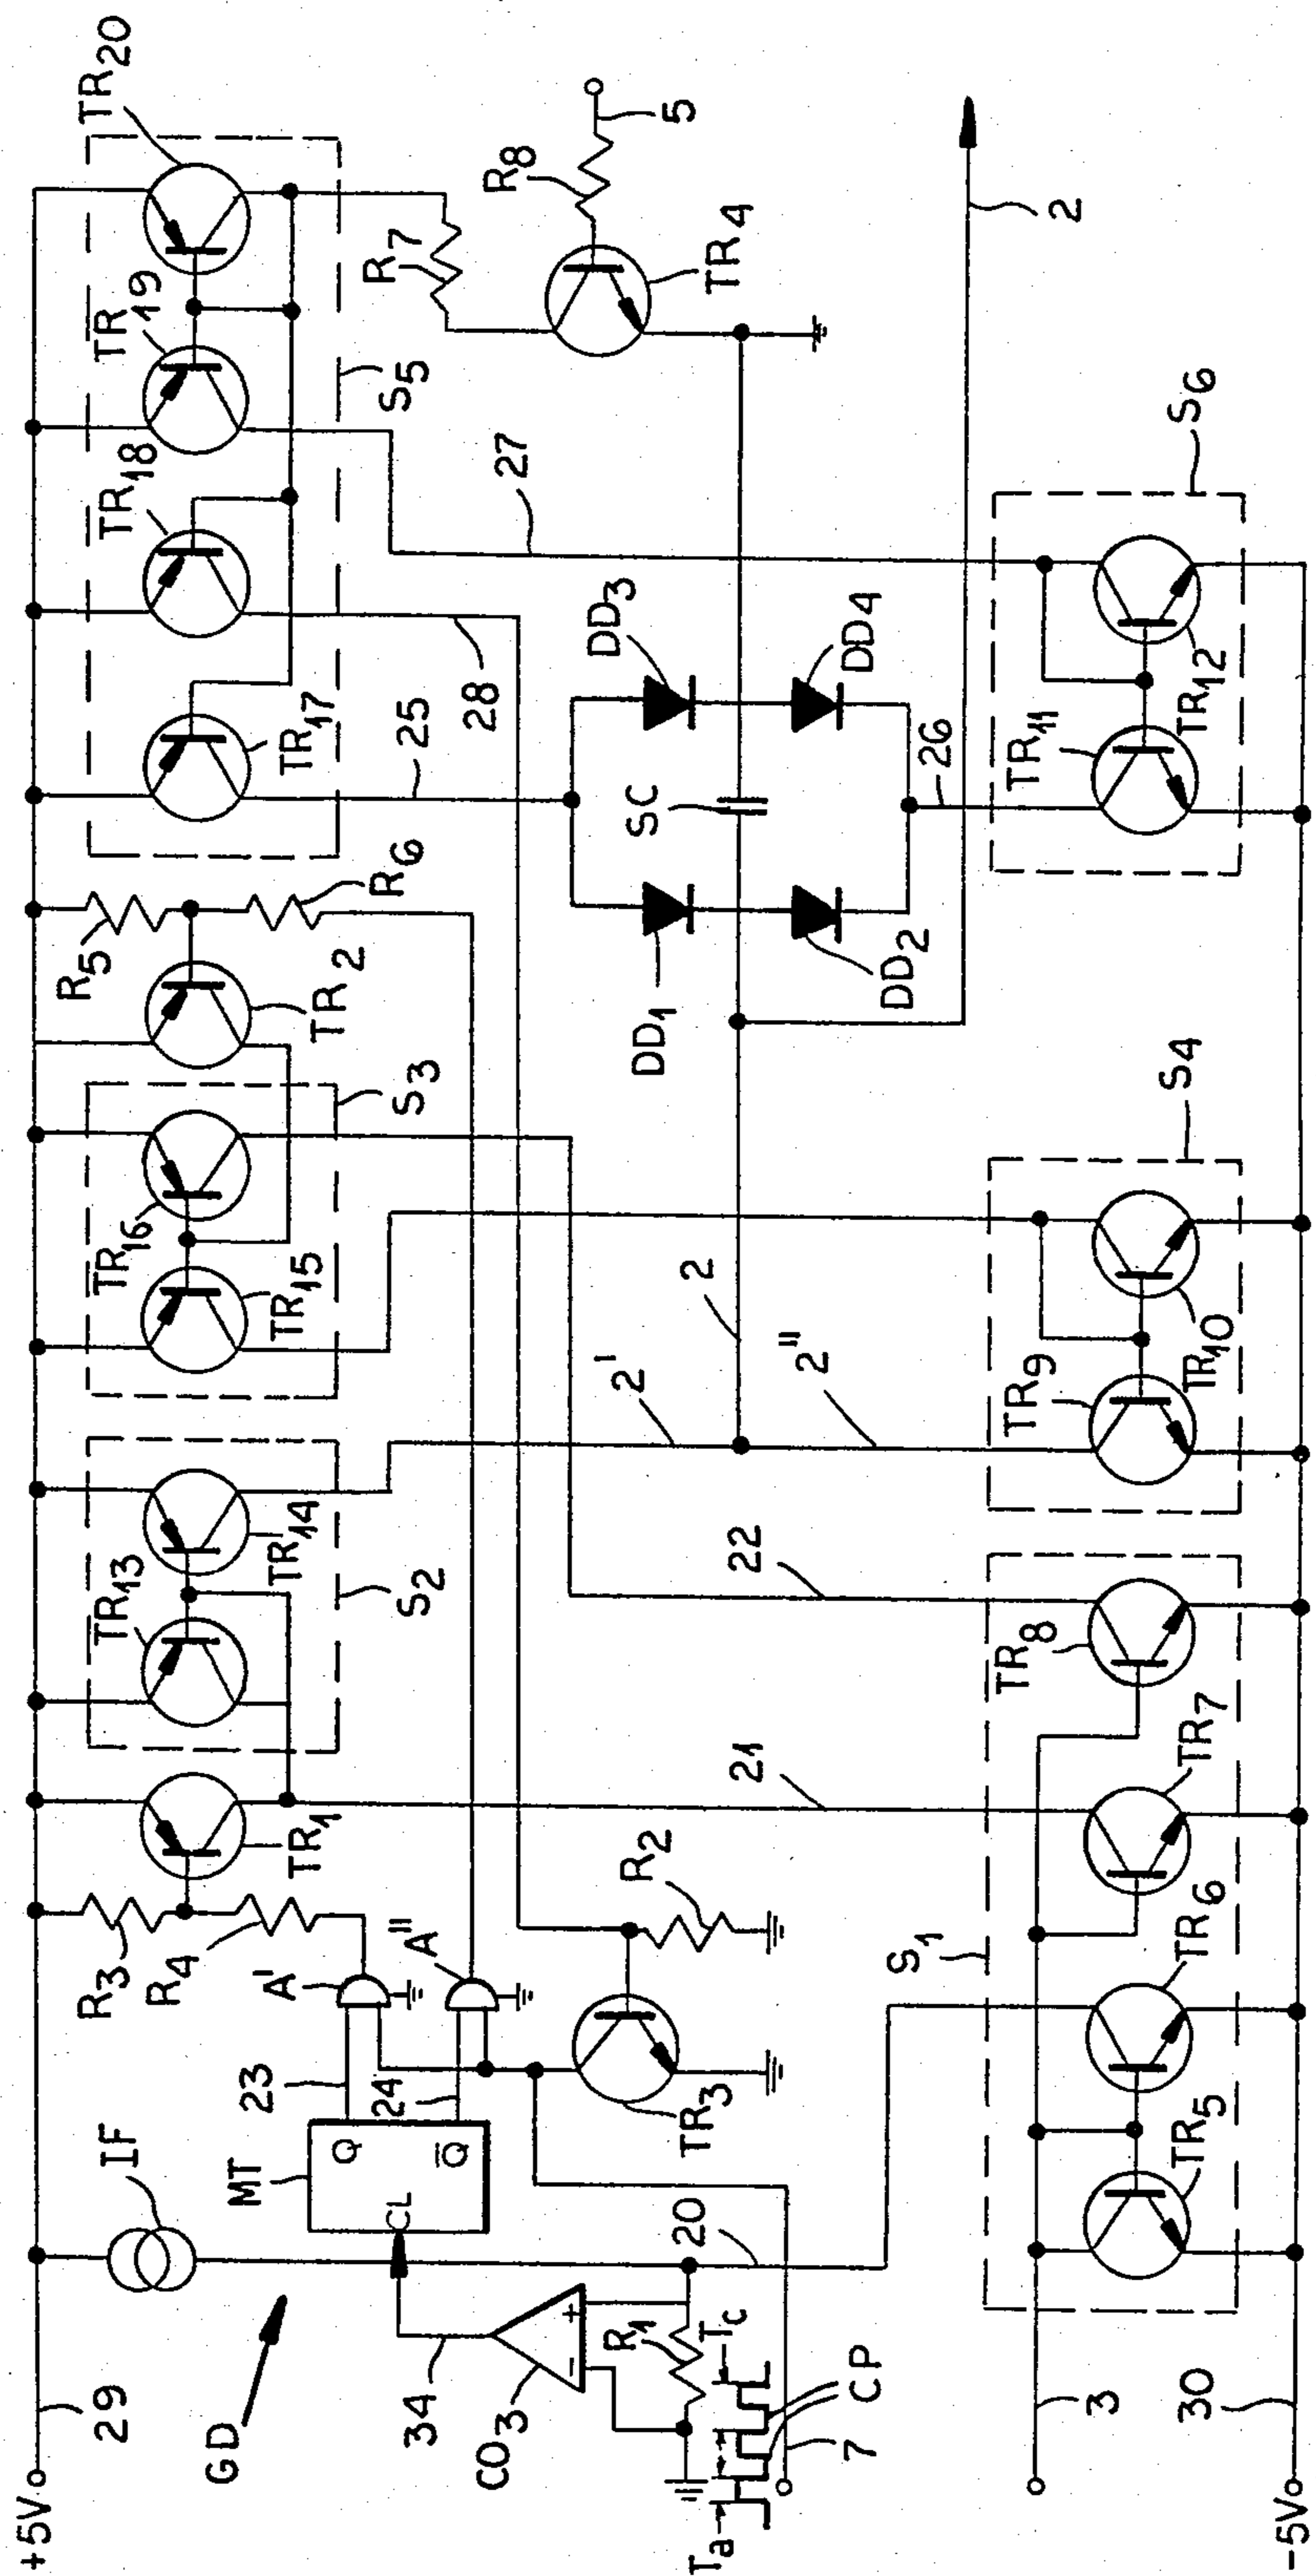 +5V
29
GD
IF
MT
CL
Q
Q̅
23
24
A'
A"
R3
R4
TR1
TR13
TR14
S2
TR16
TR15
S3
TR2
R5
R6
TR17
TR18
TR19
TR20
S5
R7
R8
5
TR4
25
28
27
DD3
DD4
SC
DD1
DD2
26
2
34
CO3
+
-
R1
20
Ta
Tc
CP
7
TR3
R2
21
22
2'
2"
2
S1
TR5
TR6
TR7
TR8
TR9
TR10
S4
TR11
TR12
S6
3
30
-5V